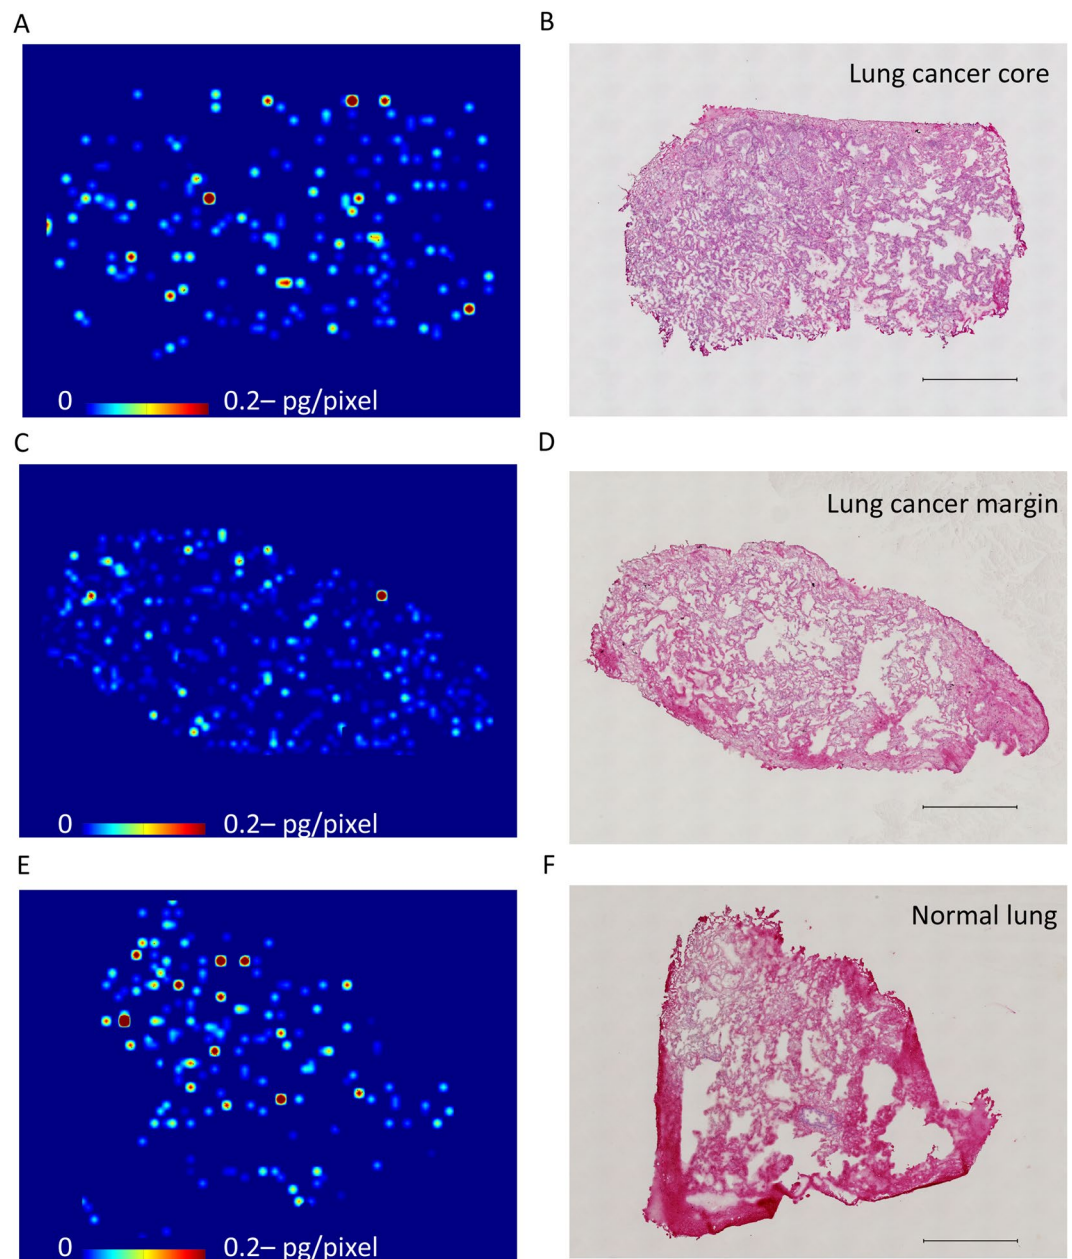 A
B
Lung cancer core
0
0.2– pg/pixel
C
D
Lung cancer margin
0
0.2– pg/pixel
E
F
Normal lung
0
0.2– pg/pixel